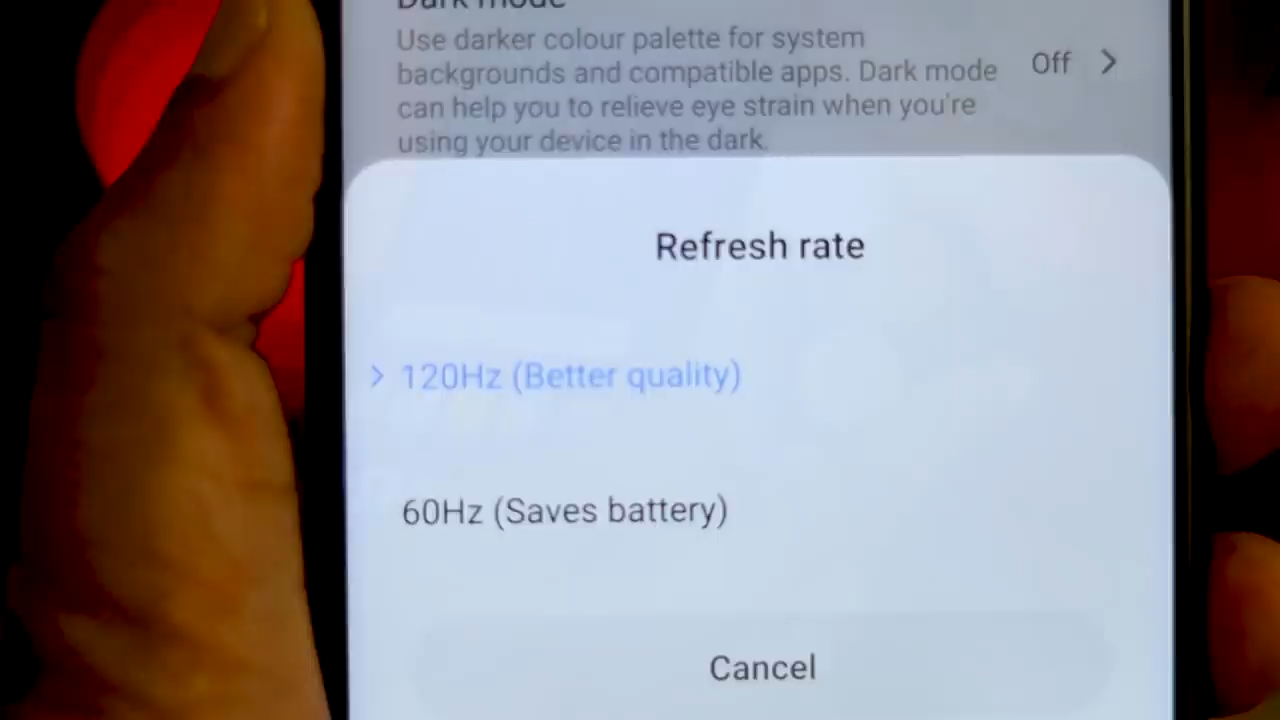 Dark mode
Use darker colour palette for system
backgrounds and compatible apps. Dark mode
can help you to relieve eye strain when you're
using your device in the dark.
Off
Refresh rate
120Hz (Better quality)
60Hz (Saves battery)
Cancel